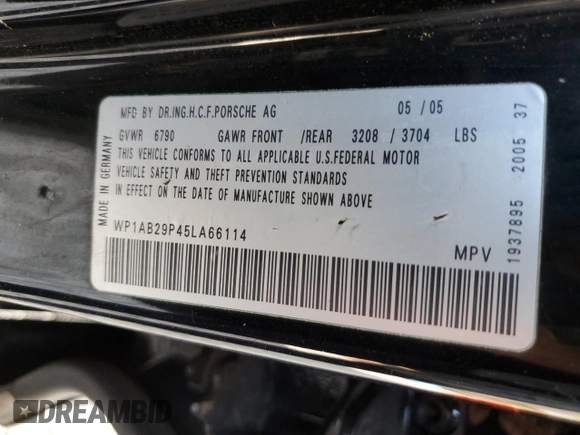 MFD BY DR.ING.H.C.F.PORSCHE AG 05 / 05
GVWR 6790 GAWR FRONT /REAR 3208 / 3704 LBS
THIS VEHICLE CONFORMS TO ALL APPLICABLE U.S.FEDERAL MOTOR
VEHICLE SAFETY AND THEFT PREVENTION STANDARDS
IN EFFECT ON THE DATE OF MANUFACTURE SHOWN ABOVE
WP1AB29P45LA66114
MPV
MADE IN GERMANY
1937895 2005 37
DREAMBID